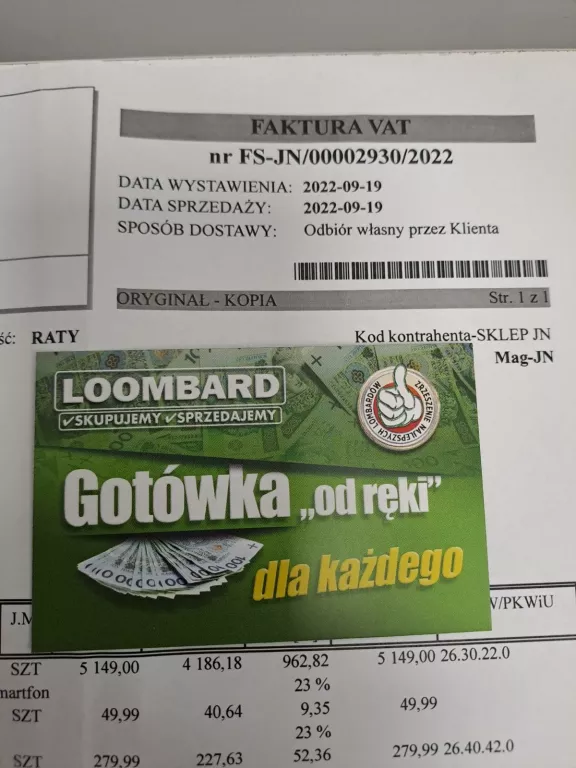 FAKTURA VAT
nr FS-JN/00002930/2022
DATA WYSTAWIENIA: 2022-09-19
DATA SPRZEDAŻY: 2022-09-19
SPOSÓB DOSTAWY: Odbiór własny przez Klienta
ORYGINAŁ - KOPIA Str. 1 z 1
ść: RATY Kod kontrahenta-SKLEP JN
Mag-JN
LOOMBARD
✓SKUPUJEMY ✓SPRZEDAJEMY
ZRZESZENIE NAJLEPSZYCH LOMBARDÓW
Gotówka „od ręki”
dla każdego
J.M /PKWiU
SZT 5 149,00 4 186,18 962,82 5 149,00 26.30.22.0
martfon 23 %
SZT 49,99 40,64 9,35 49,99
23 %
SZT 279,99 227,63 52,36 279,99 26.40.42.0